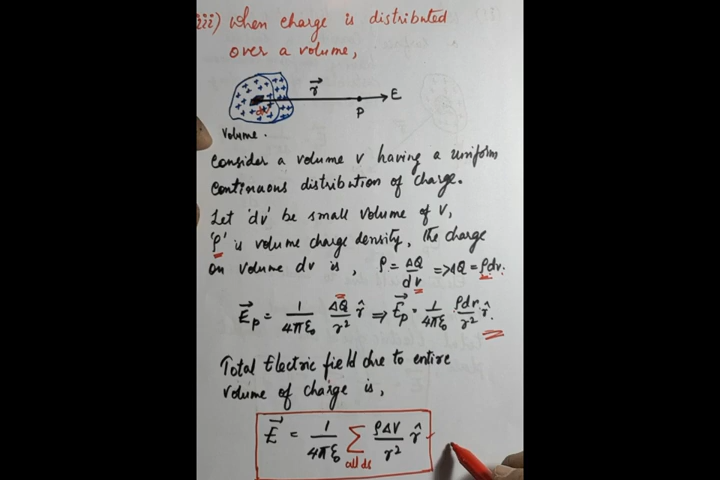 iii) When charge is distributed
over a volume,
r⃗
E
dv
P
Volume.
Consider a volume v having a uniform
continuous distribution of charge.
Let 'dv' be small volume of V,
'ρ' is volume charge density, the charge
on volume dv is, ρ = ΔQ/dv => ΔQ = ρdv.
E⃗p = 1/4πε₀ ΔQ/r² r̂ ⇒ E⃗p = 1/4πε₀ ρdv/r² r̂.
Total Electric field due to entire
volume of charge is,
E⃗ = 1/4πε₀ Σ ρΔV/r² r̂
all ds